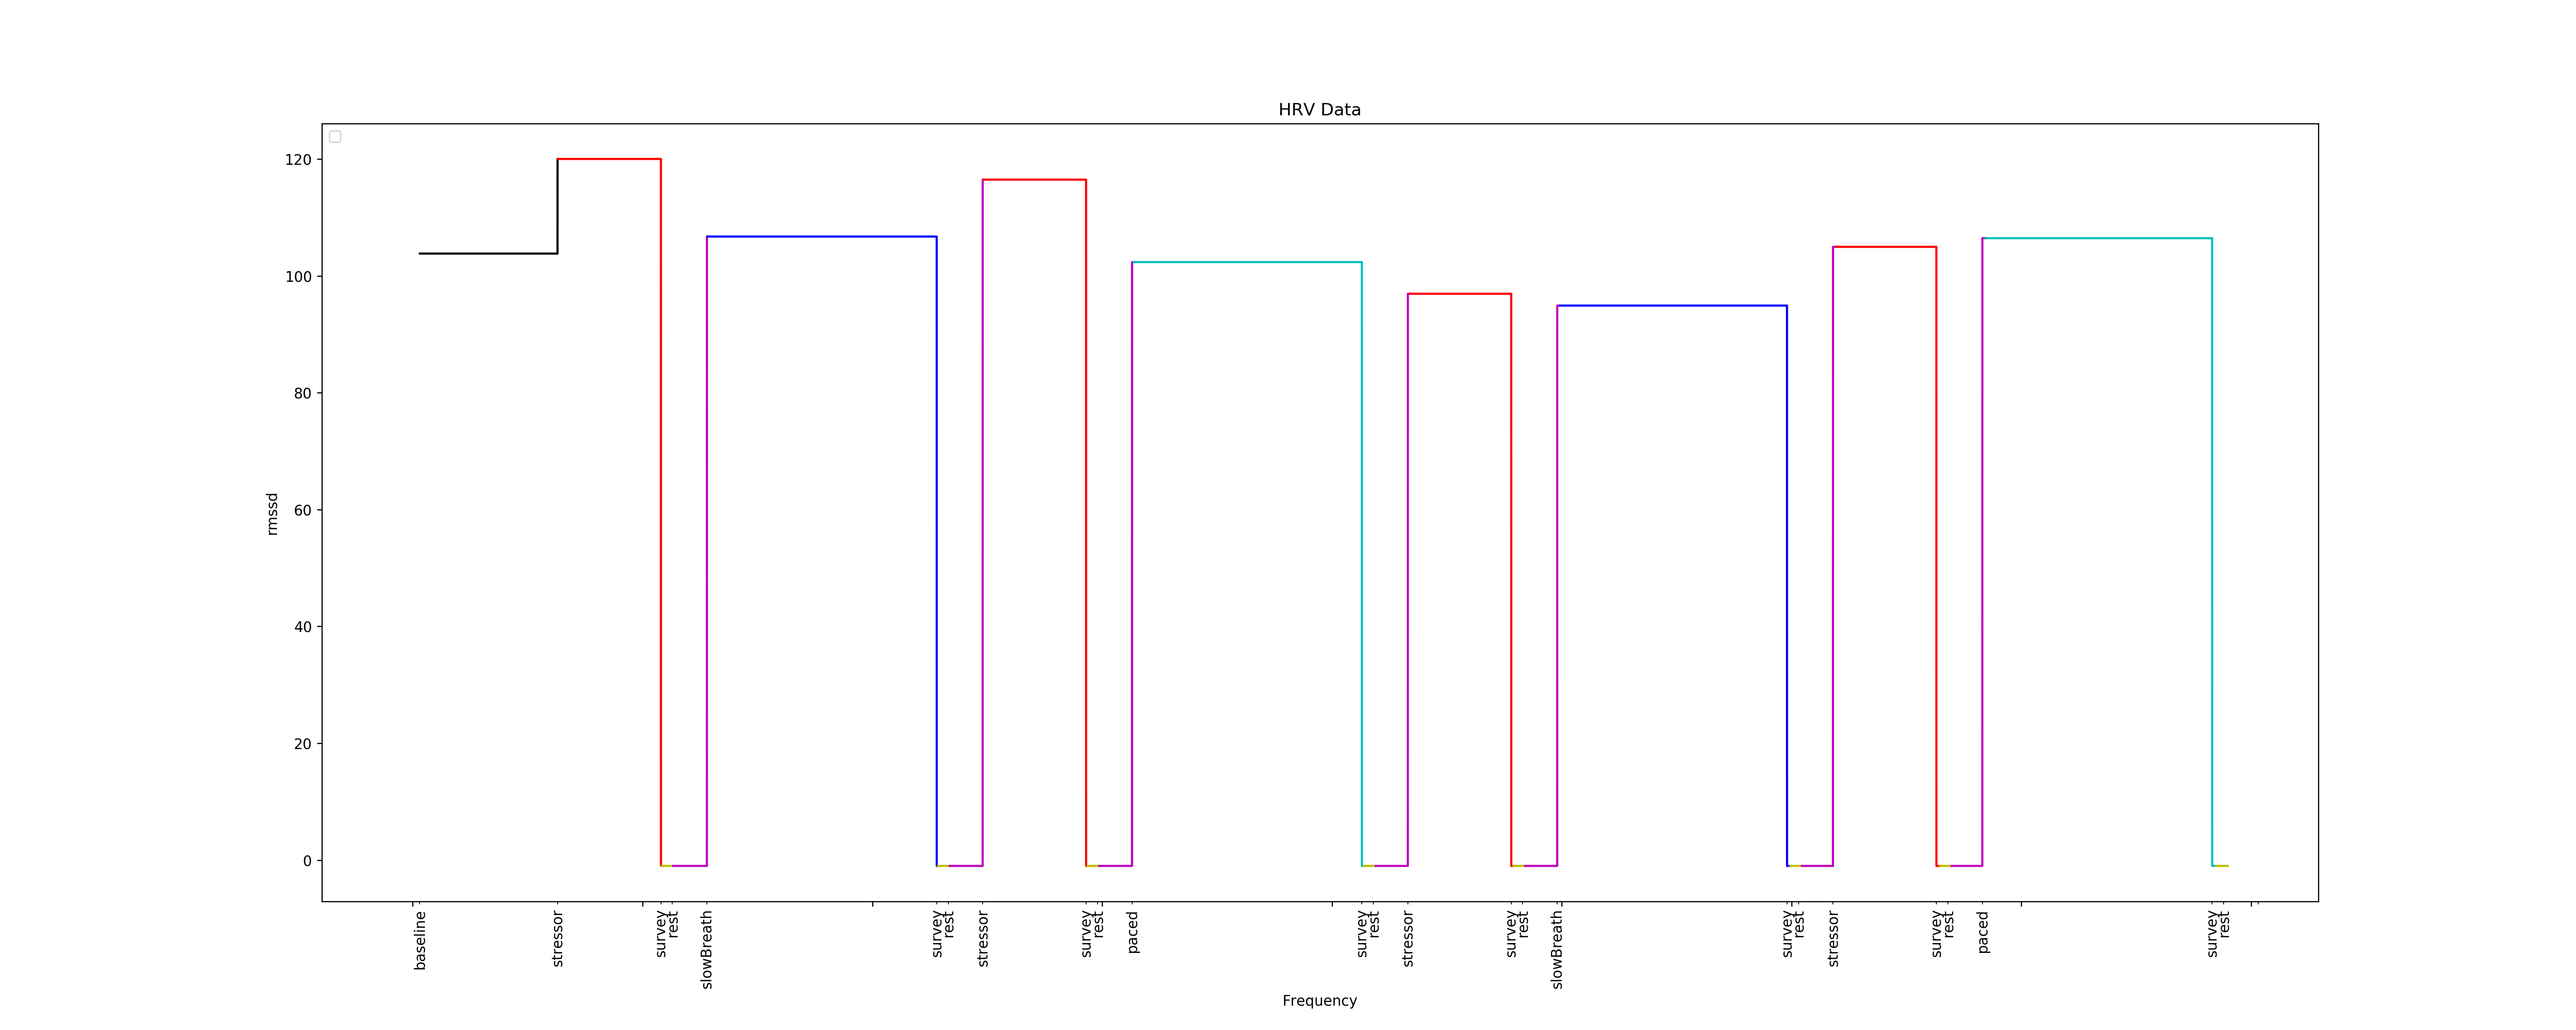 HRV Data
120
100
80
60
40
20
0
rmssd
baseline
stressor
survey
rest
slowBreath
survey
rest
stressor
survey
rest
paced
survey
rest
stressor
survey
rest
slowBreath
survey
rest
stressor
survey
rest
paced
survey
rest
Frequency